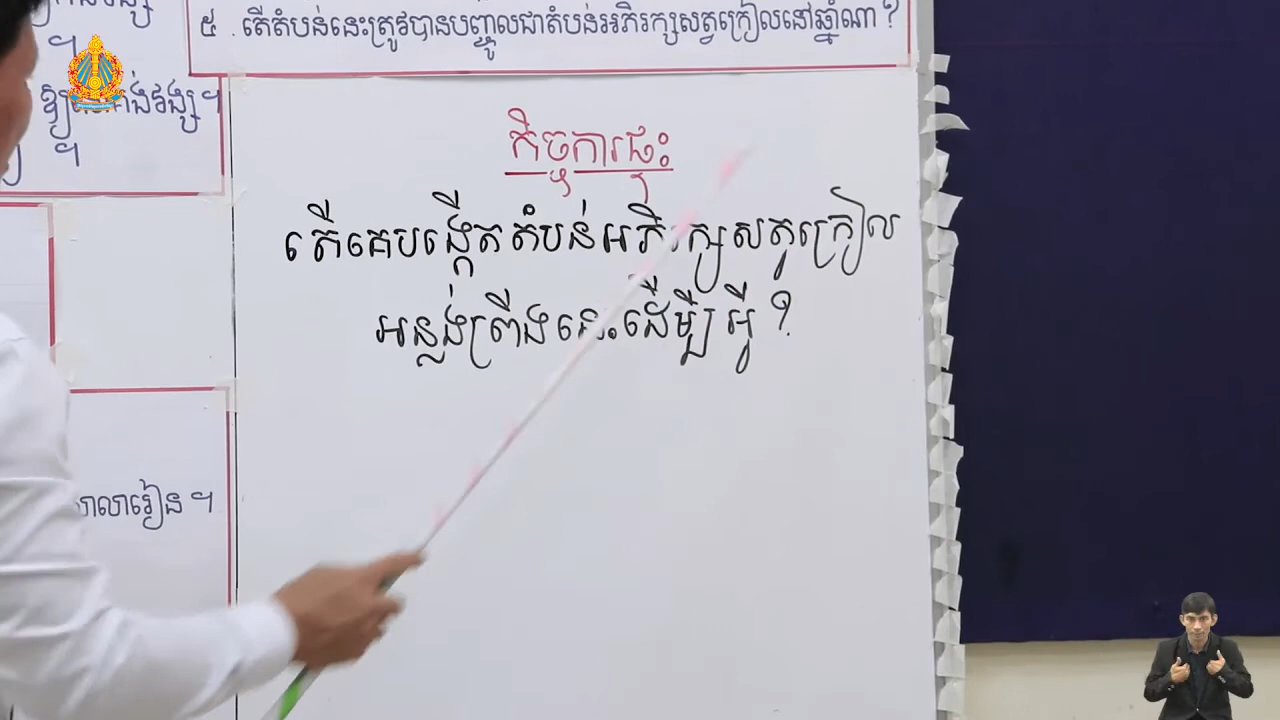 ៥ . តើតំបន់នេះត្រូវបានបញ្ចូលជាតំបន់អភិរក្សសត្វក្រៀលនៅឆ្នាំណា ?
កិច្ចការផ្ទះ
តើគេបង្កើតតំបន់អភិរក្សសត្វក្រៀល
អន្លង់ព្រីងនេះដើម្បីអ្វី ?
សាលារៀន ។